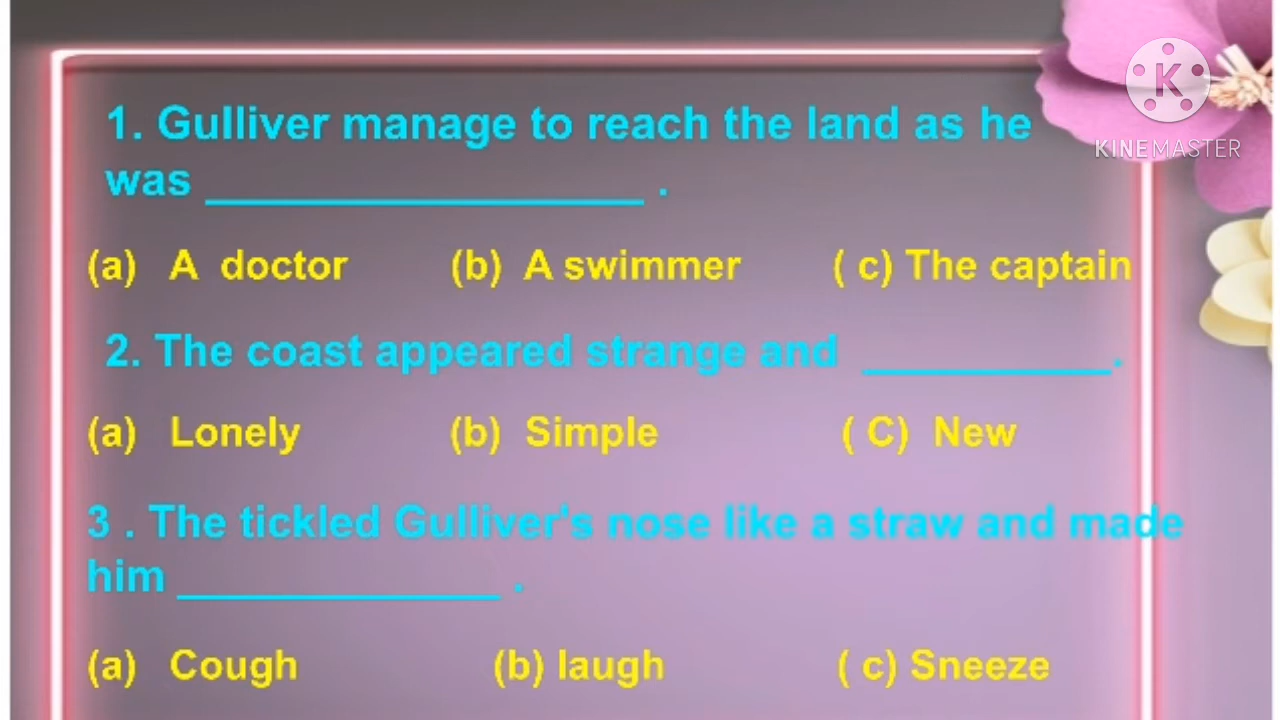 K
KINEMASTER
1. Gulliver manage to reach the land as he
was __________________ .
(a) A doctor (b) A swimmer ( c) The captain
2. The coast appeared strange and __________.
(a) Lonely (b) Simple ( C) New
3 . The tickled Gulliver's nose like a straw and made
him _____________ .
(a) Cough (b) laugh ( c) Sneeze